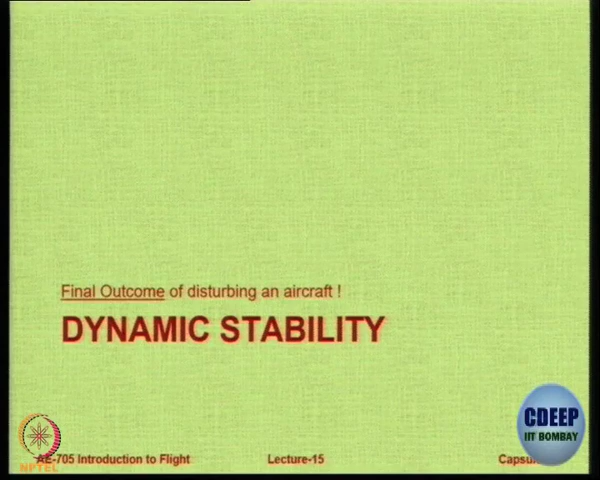 Final Outcome of disturbing an aircraft !
DYNAMIC STABILITY
CDEEP
IIT BOMBAY
AE-705 Introduction to Flight
Lecture-15
NPTEL